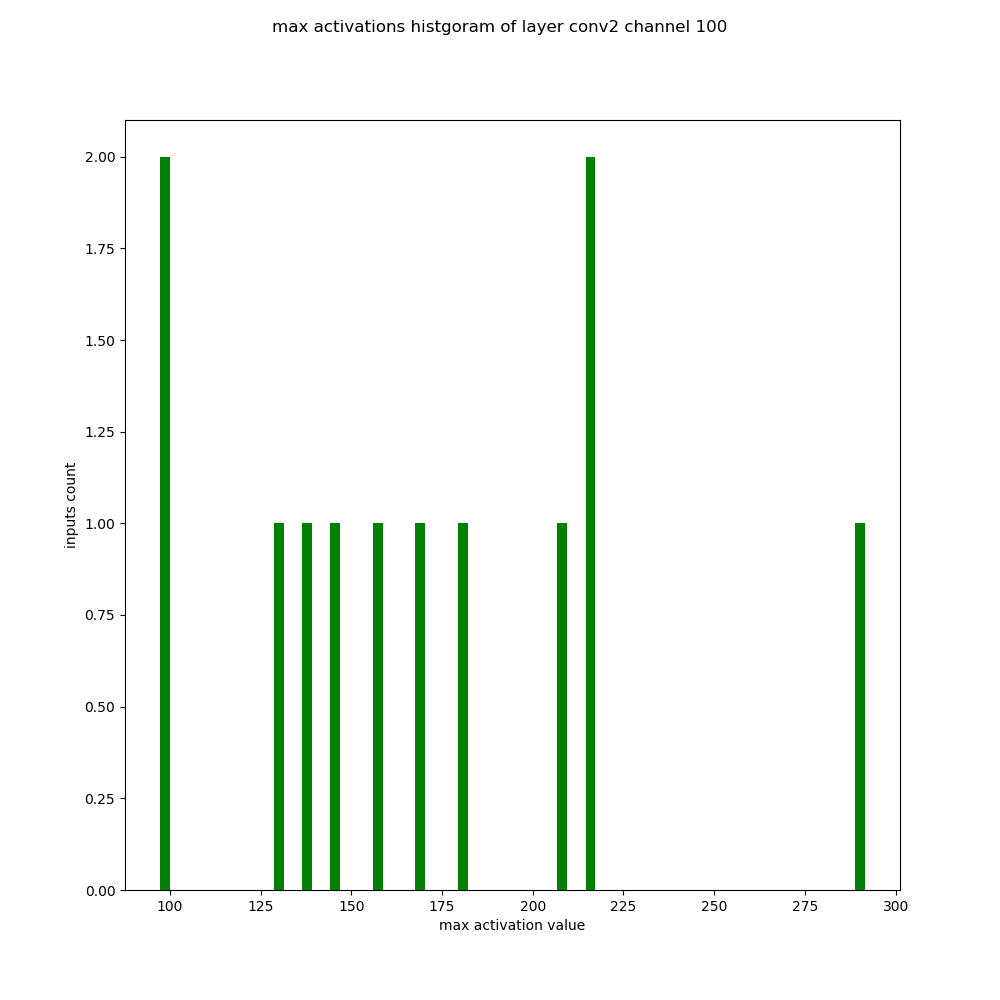 max activations histgoram of layer conv2 channel 100
2.00
1.75
1.50
1.25
1.00
0.75
0.50
0.25
0.00
inputs count
100 125 150 175 200 225 250 275 300
max activation value